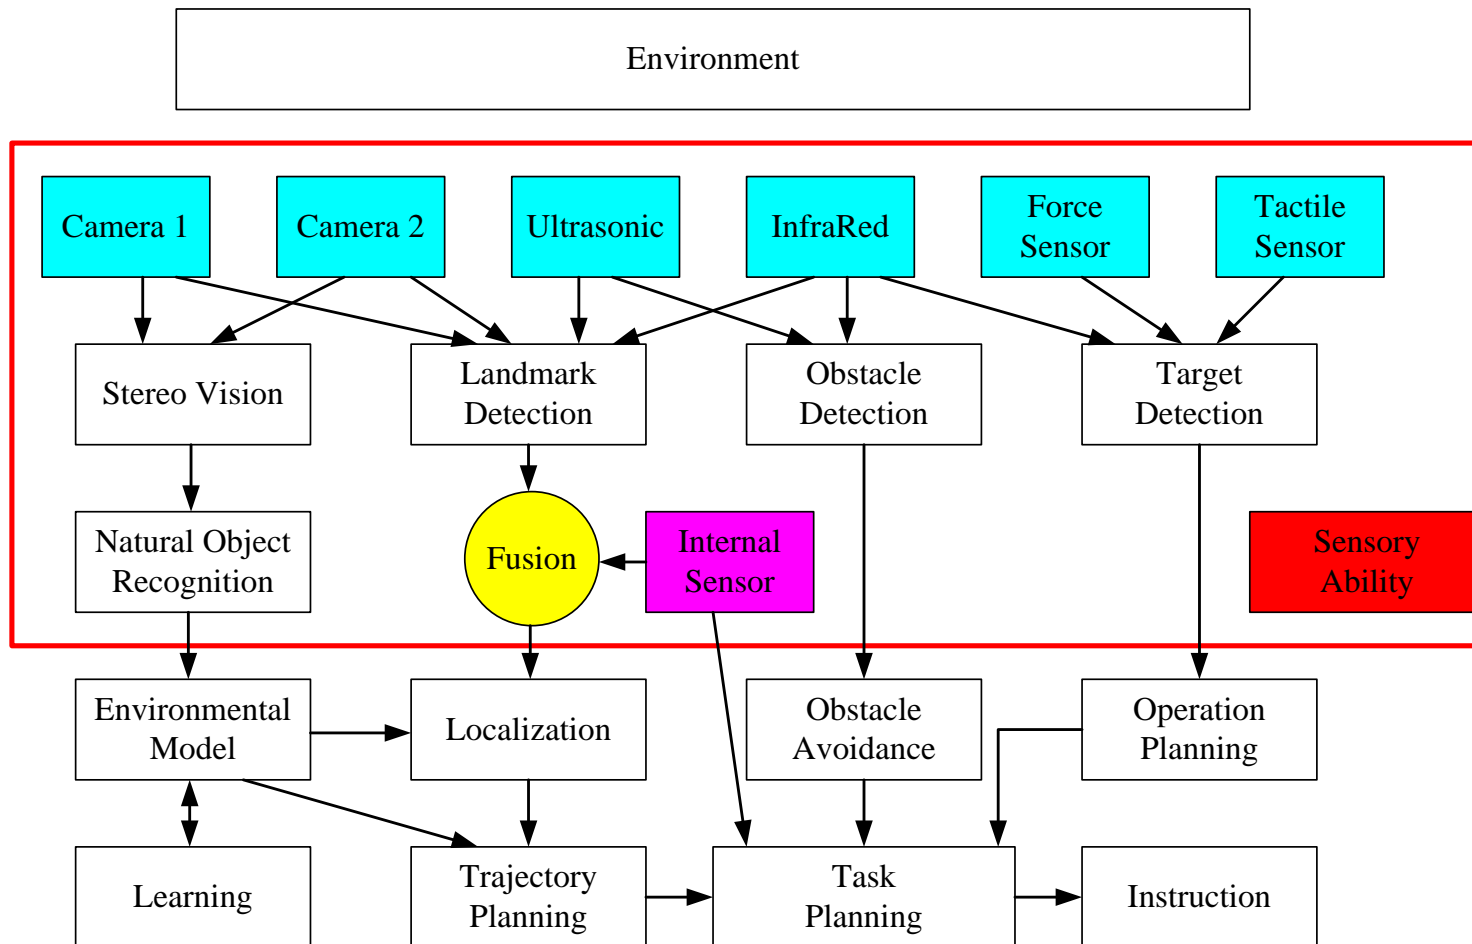 Environment
Camera 1
Camera 2
Ultrasonic
InfraRed
Force
Sensor
Tactile
Sensor
Stereo Vision
Landmark
Detection
Obstacle
Detection
Target
Detection
Natural Object
Recognition
Fusion
Internal
Sensor
Sensory
Ability
Environmental
Model
Localization
Obstacle
Avoidance
Operation
Planning
Learning
Trajectory
Planning
Task
Planning
Instruction